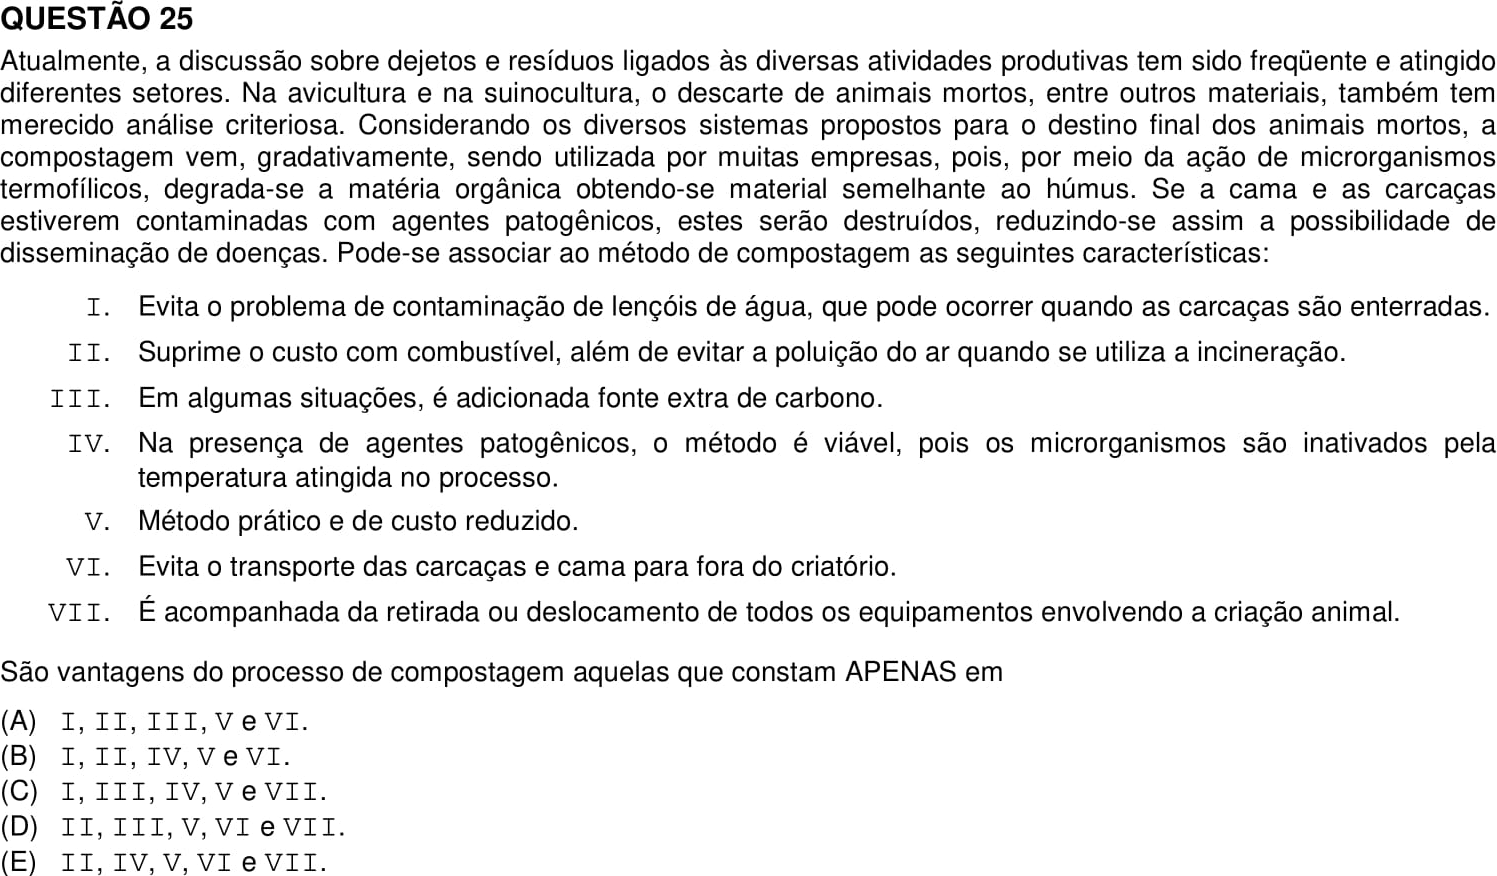 QUESTÃO 25
Atualmente, a discussão sobre dejetos e resíduos ligados às diversas atividades produtivas tem sido freqüente e atingido
diferentes setores. Na avicultura e na suinocultura, o descarte de animais mortos, entre outros materiais, também tem
merecido análise criteriosa. Considerando os diversos sistemas propostos para o destino final dos animais mortos, a
compostagem vem, gradativamente, sendo utilizada por muitas empresas, pois, por meio da ação de microrganismos
termofílicos, degrada-se a matéria orgânica obtendo-se material semelhante ao húmus. Se a cama e as carcaças
estiverem contaminadas com agentes patogênicos, estes serão destruídos, reduzindo-se assim a possibilidade de
disseminação de doenças. Pode-se associar ao método de compostagem as seguintes características:
I. Evita o problema de contaminação de lençóis de água, que pode ocorrer quando as carcaças são enterradas.
II. Suprime o custo com combustível, além de evitar a poluição do ar quando se utiliza a incineração.
III. Em algumas situações, é adicionada fonte extra de carbono.
IV. Na presença de agentes patogênicos, o método é viável, pois os microrganismos são inativados pela
temperatura atingida no processo.
V. Método prático e de custo reduzido.
VI. Evita o transporte das carcaças e cama para fora do criatório.
VII. É acompanhada da retirada ou deslocamento de todos os equipamentos envolvendo a criação animal.
São vantagens do processo de compostagem aquelas que constam APENAS em
(A) I, II, III, V e VI.
(B) I, II, IV, V e VI.
(C) I, III, IV, V e VII.
(D) II, III, V, VI e VII.
(E) II, IV, V, VI e VII.